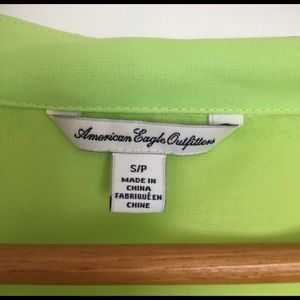 American Eagle Outfitters
S/P
MADE IN
CHINA
FABRIQUÉ EN
CHINE